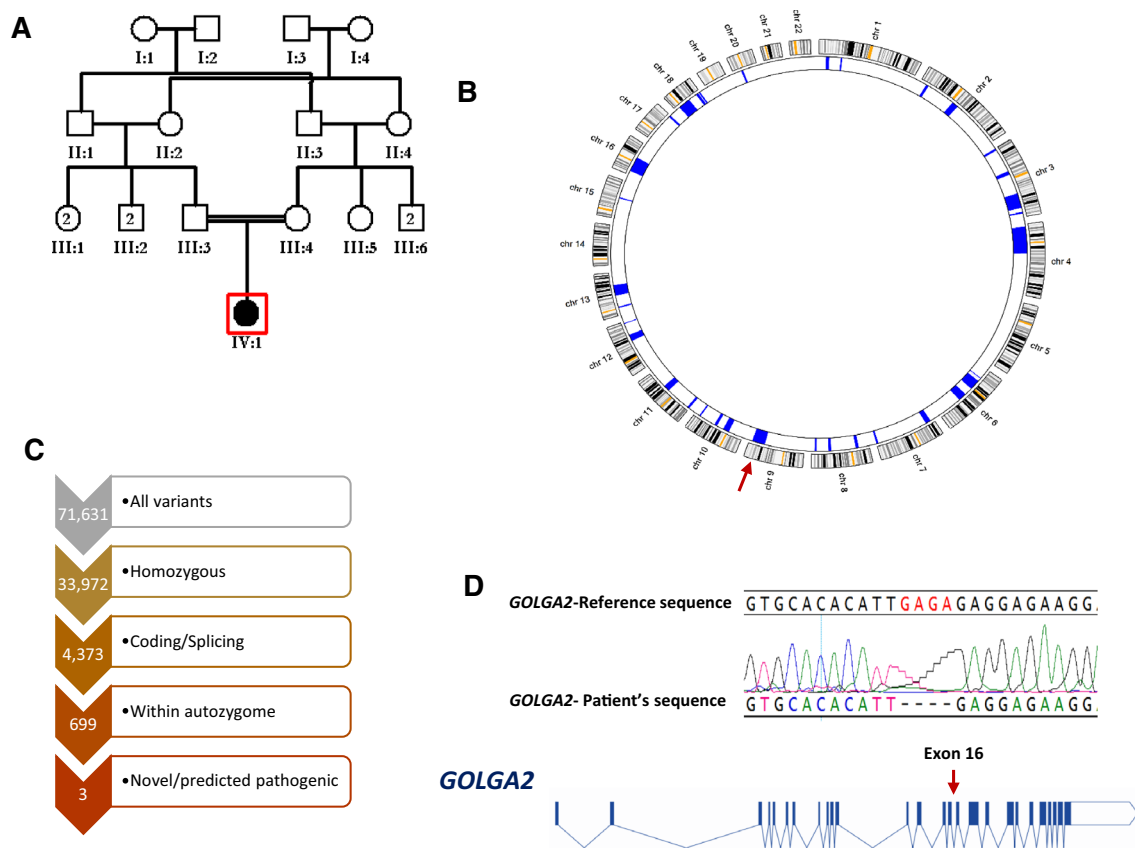 A
I:1 I:2 I:3 I:4
II:1 II:2 II:3 II:4
2 2 2
III:1 III:2 III:3 III:4 III:5 III:6
IV:1
B
chr 1
chr 2
chr 3
chr 4
chr 5
chr 6
chr 7
chr 8
chr 9
chr 10
chr 11
chr 12
chr 13
chr 14
chr 15
chr 16
chr 17
chr 18
chr 19
chr 20
chr 21
chr 22
C
71,631 •All variants
33,972 •Homozygous
4,373 •Coding/Splicing
699 •Within autozygome
3 •Novel/predicted pathogenic
D
GOLGA2-Reference sequence GTGCACACATTGAGAGAGGAGAAGGA
GOLGA2- Patient's sequence GTGCACACATT----GAGGAGAAGGA
Exon 16
GOLGA2